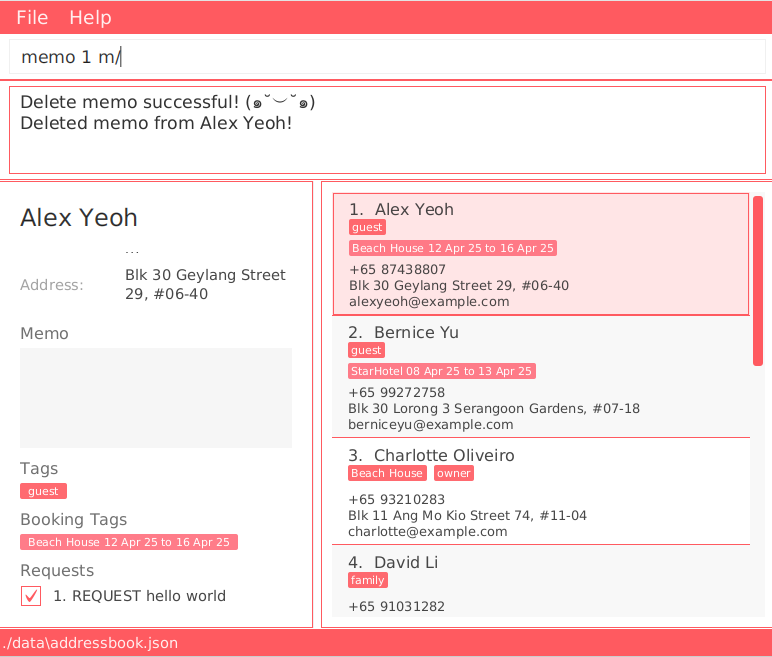 File Help
memo 1 m/
Delete memo successful! (๑˘︶˘๑)
Deleted memo from Alex Yeoh!
Alex Yeoh
...
Address:
Blk 30 Geylang Street
29, #06-40
Memo
Tags
guest
Booking Tags
Beach House 12 Apr 25 to 16 Apr 25
Requests
1. REQUEST hello world
1. Alex Yeoh
guest
Beach House 12 Apr 25 to 16 Apr 25
+65 87438807
Blk 30 Geylang Street 29, #06-40
alexyeoh@example.com
2. Bernice Yu
guest
StarHotel 08 Apr 25 to 13 Apr 25
+65 99272758
Blk 30 Lorong 3 Serangoon Gardens, #07-18
berniceyu@example.com
3. Charlotte Oliveiro
Beach House owner
+65 93210283
Blk 11 Ang Mo Kio Street 74, #11-04
charlotte@example.com
4. David Li
family
+65 91031282
./data\addressbook.json